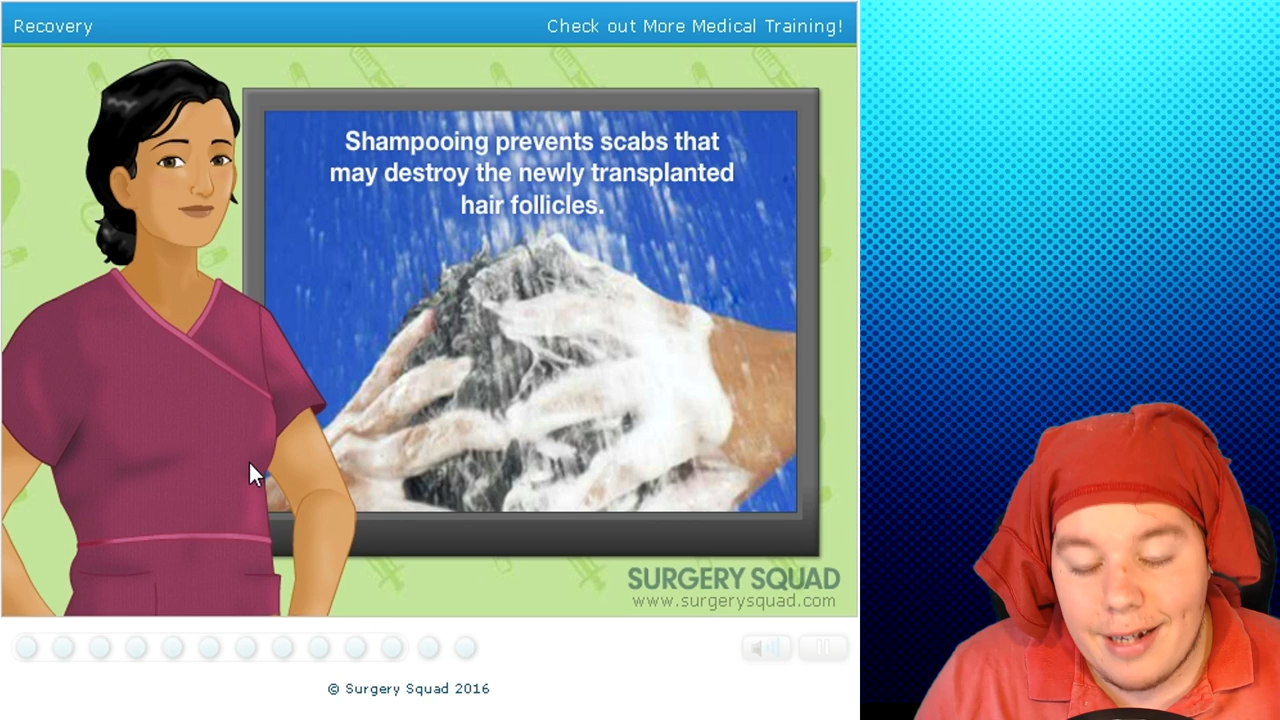 Recovery
Check out More Medical Training!
Shampooing prevents scabs that
may destroy the newly transplanted
hair follicles.
SURGERY SQUAD
www.surgerysquad.com
© Surgery Squad 2016